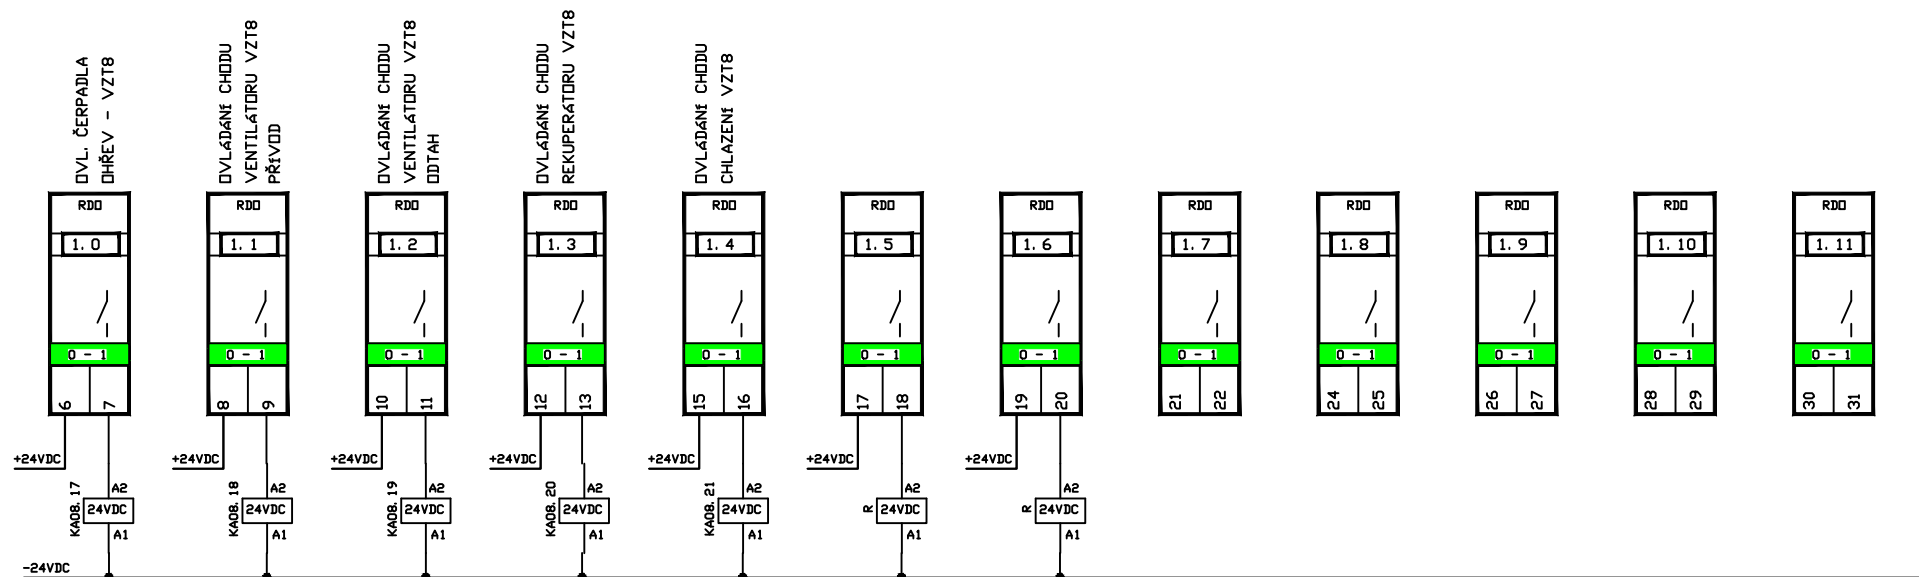 OVL. ČERPADLA
OHŘEV - VZT8
OVLÁDÁNÍ CHODU
VENTILÁTORU VZT8
PŘÍVOD
OVLÁDÁNÍ CHODU
VENTILÁTORU VZT8
ODTAH
OVLÁDÁNÍ CHODU
REKUPERÁTORU VZT8
OVLÁDÁNÍ CHODU
CHLAZENÍ VZT8
RDO RDO RDO RDO RDO RDO RDO RDO RDO RDO RDO RDO
1.0 1.1 1.2 1.3 1.4 1.5 1.6 1.7 1.8 1.9 1.10 1.11
0 - 1 0 - 1 0 - 1 0 - 1 0 - 1 0 - 1 0 - 1 0 - 1 0 - 1 0 - 1 0 - 1 0 - 1
6 7 8 9 10 11 12 13 15 16 17 18 19 20 21 22 24 25 26 27 28 29 30 31
+24VDC +24VDC +24VDC +24VDC +24VDC +24VDC +24VDC
A2 A2 A2 A2 A2 A2 A2
KA08.17 24VDC KA08.18 24VDC KA08.19 24VDC KA08.20 24VDC KA08.21 24VDC R 24VDC R 24VDC
A1 A1 A1 A1 A1 A1 A1
-24VDC